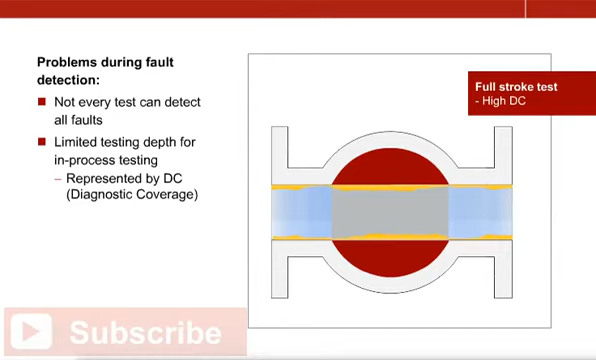 Problems during fault
detection:
Not every test can detect
all faults
Limited testing depth for
in-process testing
– Represented by DC
(Diagnostic Coverage)
Full stroke test
- High DC
Subscribe